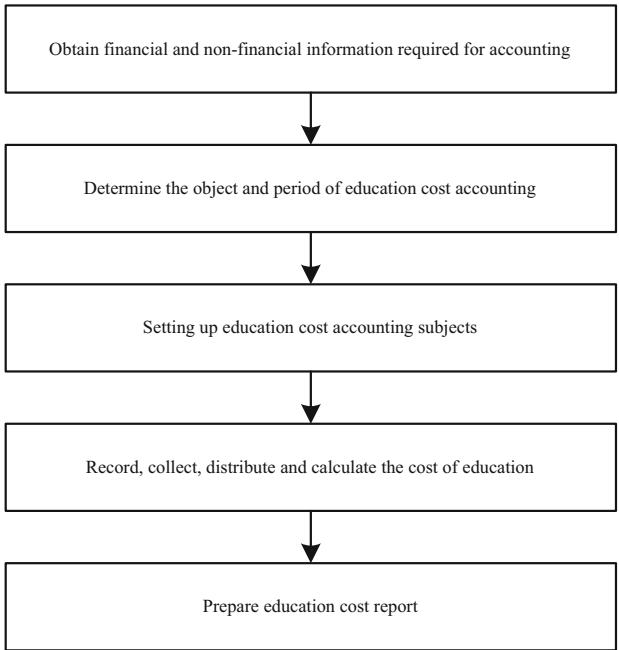 Obtain financial and non-financial information required for accounting
Determine the object and period of education cost accounting
Setting up education cost accounting subjects
Record, collect, distribute and calculate the cost of education
Prepare education cost report